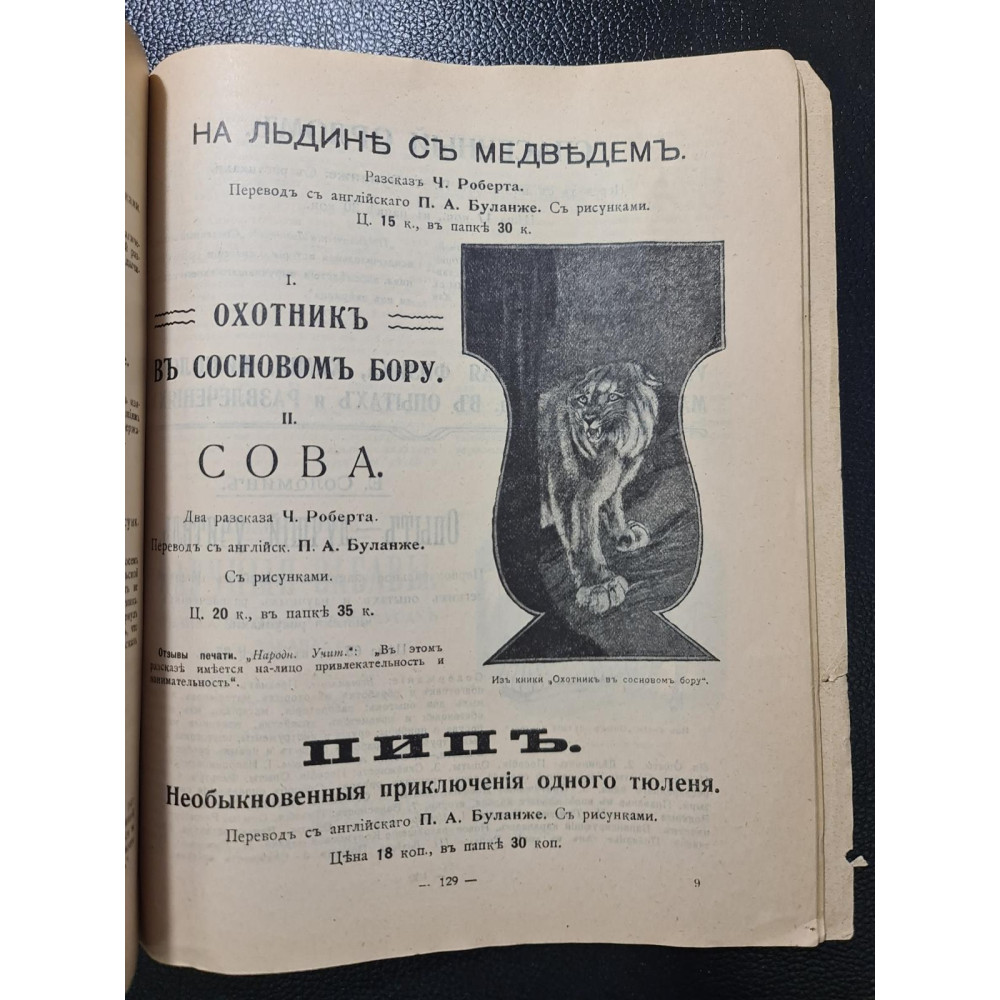 НА ЛЬДИНѢ СЪ МЕДВѢДЕМЪ.
Разсказъ Ч. Роберта.
Переводъ съ англійскаго П. А. Буланже. Съ рисунками.
Ц. 15 к., въ папкѣ 30 к.
I.
ОХОТНИКЪ
ВЪ СОСНОВОМЪ БОРУ.
II.
СОВА.
Два разсказа Ч. Роберта.
Переводъ съ англійск. П. А. Буланже.
Съ рисунками.
Ц. 20 к., въ папкѣ 35 к.
Отзывы печати. „Народн. Учит.“: „Въ этомъ
разсказѣ имѣется на-лицо привлекательность и
занимательность“.
Изъ кники „Охотникъ въ сосновомъ бору“.
ПИПЪ.
Необыкновенныя приключенія одного тюленя.
Переводъ съ англійскаго П. А. Буланже. Съ рисунками.
Цѣна 18 коп., въ папкѣ 30 коп.
— 129 —
9